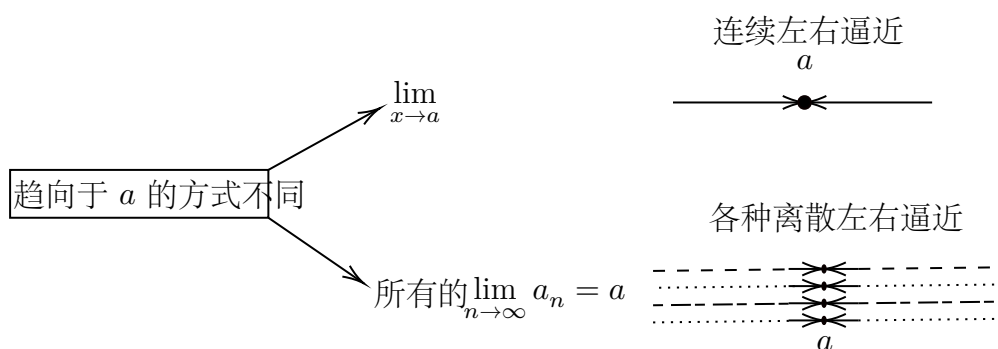 连续左右逼近
a
lim
x→a
趋向于 a 的方式不同
各种离散左右逼近
所有的 lim a_n = a
n→∞
a